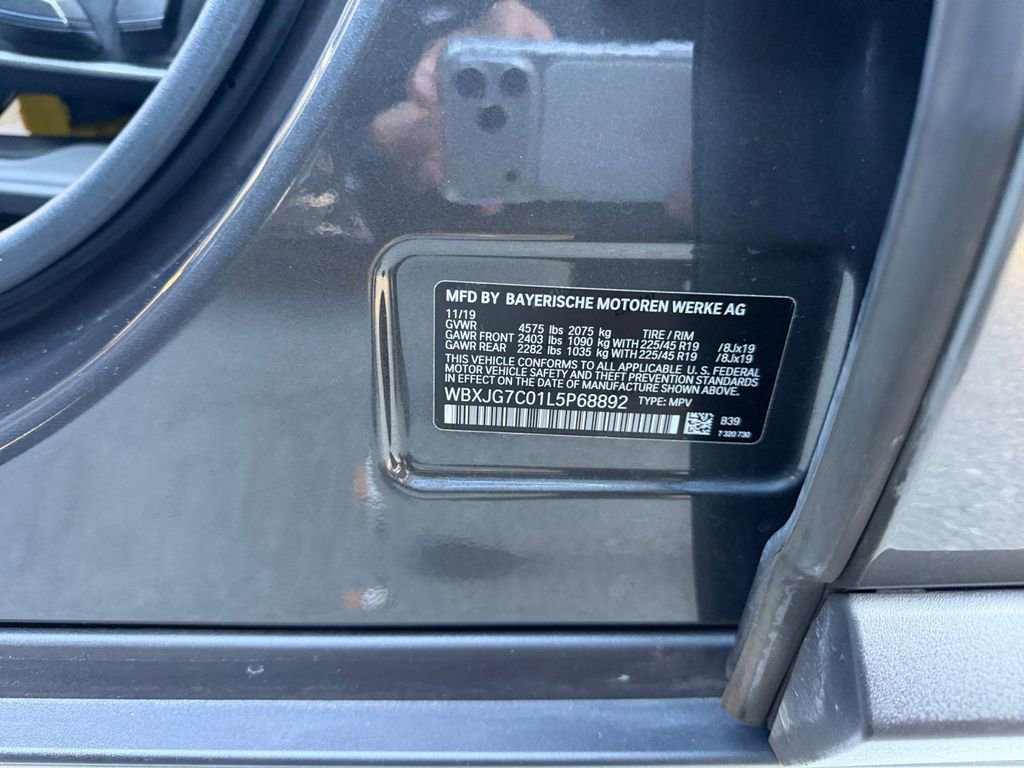 MFD BY BAYERISCHE MOTOREN WERKE AG
11/19
GVWR 4575 lbs 2075 kg TIRE / RIM
GAWR FRONT 2403 lbs 1090 kg WITH 225/45 R19 /8Jx19
GAWR REAR 2282 lbs 1035 kg WITH 225/45 R19 /8Jx19
THIS VEHICLE CONFORMS TO ALL APPLICABLE U. S. FEDERAL
MOTOR VEHICLE SAFETY AND THEFT PREVENTION STANDARDS
IN EFFECT ON THE DATE OF MANUFACTURE SHOWN ABOVE.
WBXJG7C01L5P68892 TYPE: MPV
B39
7 320 730